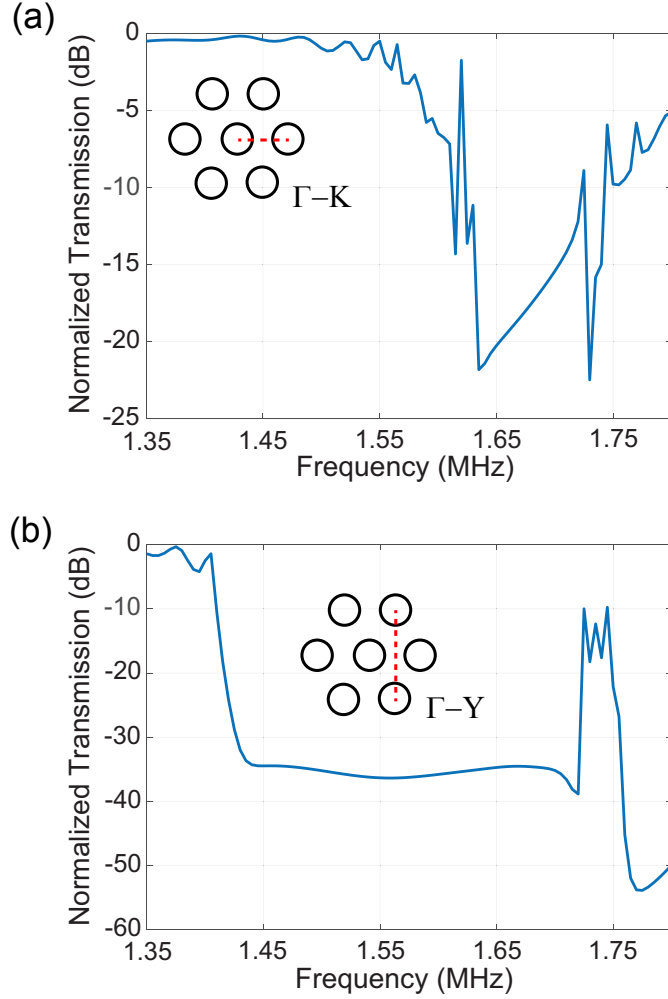 (a)
Normalized Transmission (dB)
0
-5
-10
-15
-20
-25
Γ−K
1.35 1.45 1.55 1.65 1.75
Frequency (MHz)
(b)
Normalized Transmission (dB)
0
-10
-20
-30
-40
-50
-60
Γ−Y
1.35 1.45 1.55 1.65 1.75
Frequency (MHz)